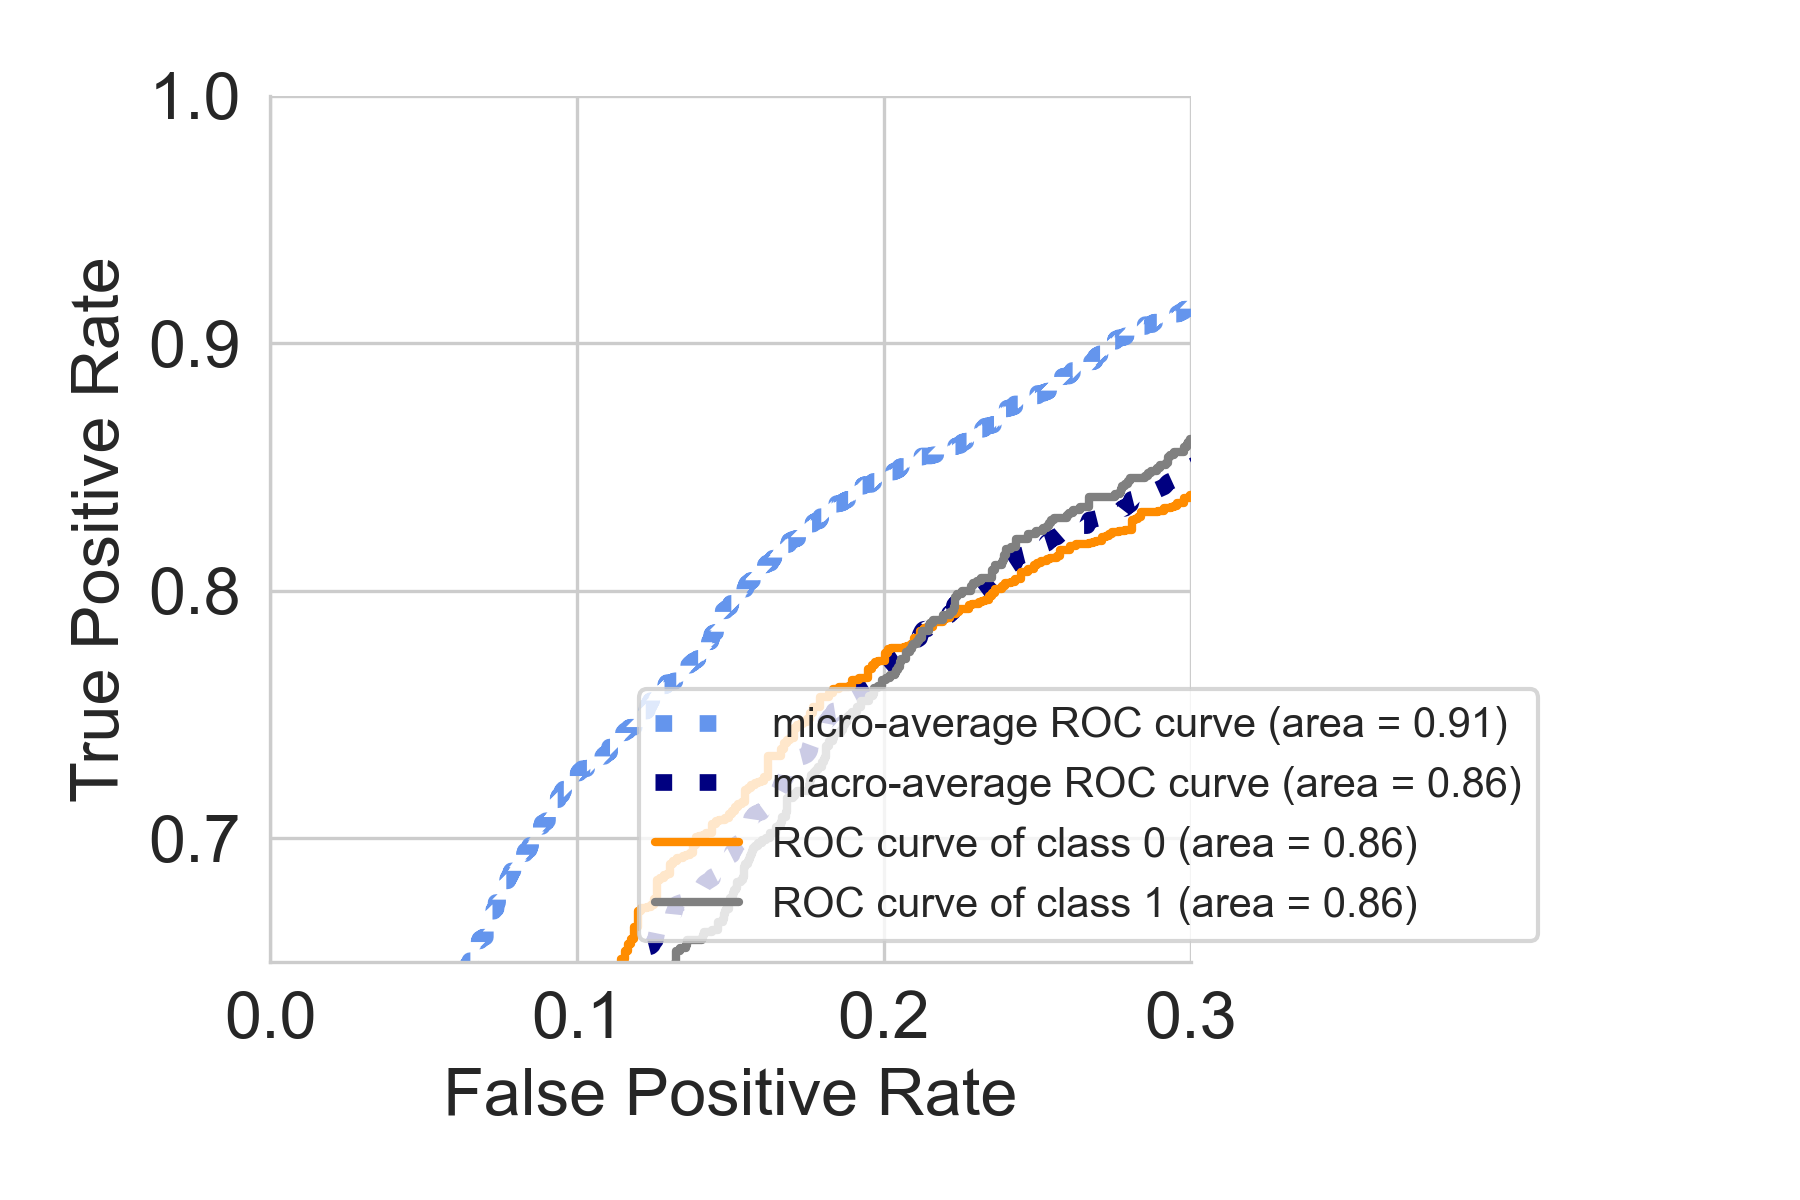 1.0
0.9
0.8
0.7
True Positive Rate
micro-average ROC curve (area = 0.91)
macro-average ROC curve (area = 0.86)
ROC curve of class 0 (area = 0.86)
ROC curve of class 1 (area = 0.86)
0.0 0.1 0.2 0.3
False Positive Rate